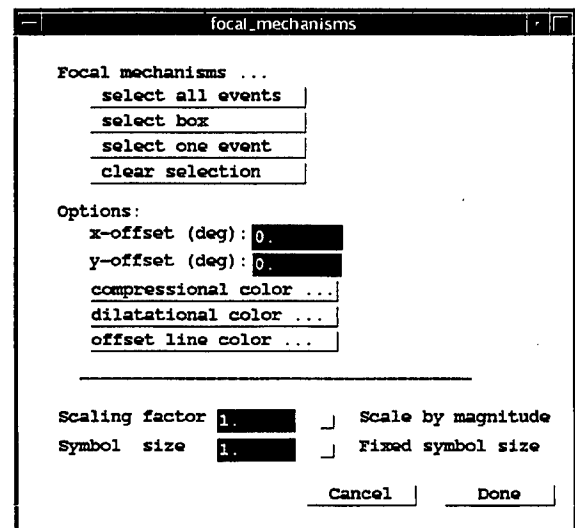 focal_mechanisms
Focal mechanisms ...
select all events
select box
select one event
clear selection
Options:
x-offset (deg): 0.
y-offset (deg): 0.
compressional color ...
dilatational color ...
offset line color ...
Scaling factor 1. Scale by magnitude
Symbol size 1. Fixed symbol size
Cancel Done